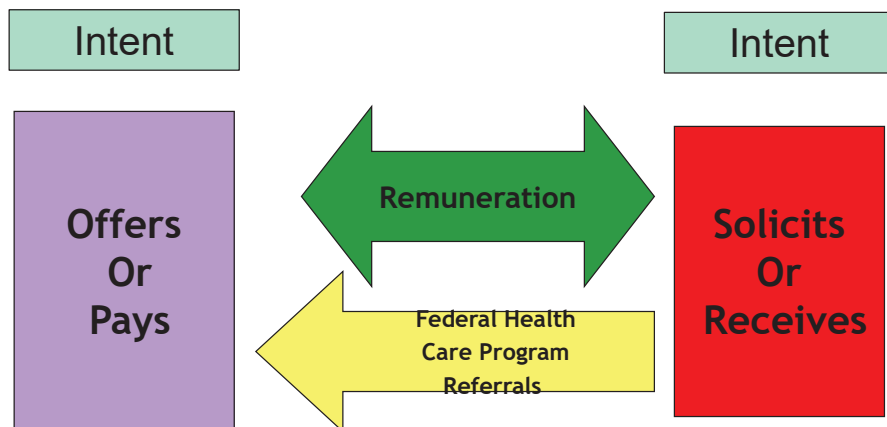 Intent
Intent
Offers
Or
Pays
Remuneration
Federal Health
Care Program
Referrals
Solicits
Or
Receives